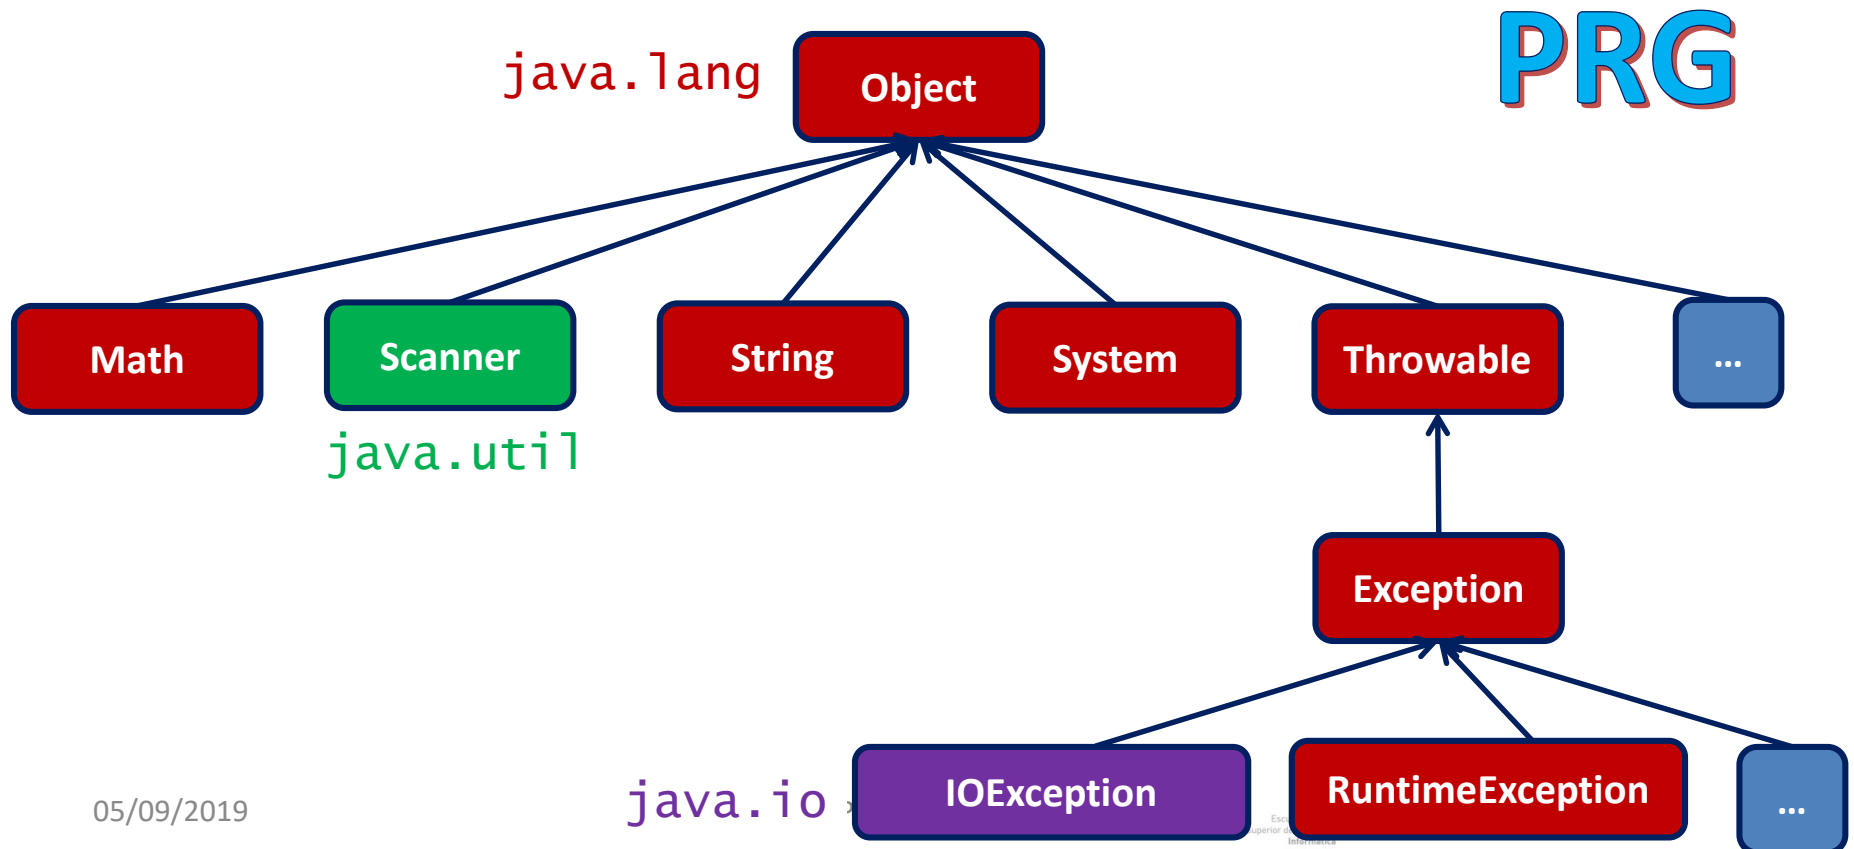 PRG
java.lang
Object
Math
Scanner
String
System
Throwable
...
java.util
Exception
java.io
IOException
RuntimeException
...
05/09/2019
Informática